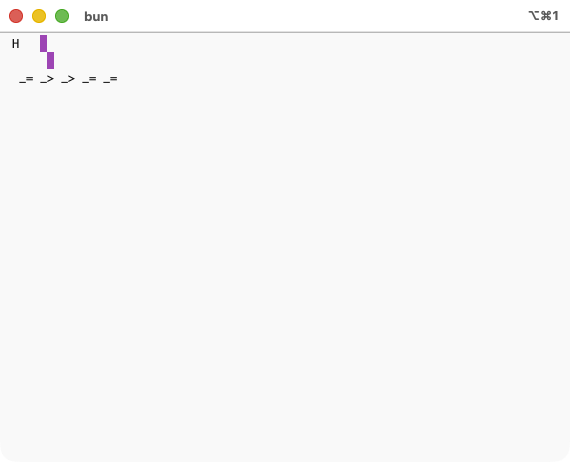 bun ⌥⌘1
H
_= _> _> _= _=